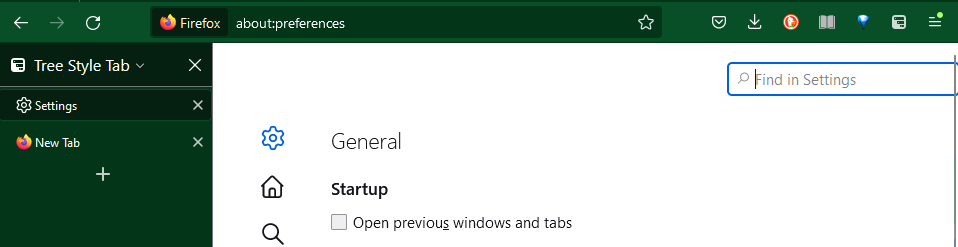 Firefox about:preferences
Tree Style Tab
Find in Settings
Settings
New Tab
General
Startup
Open previous windows and tabs